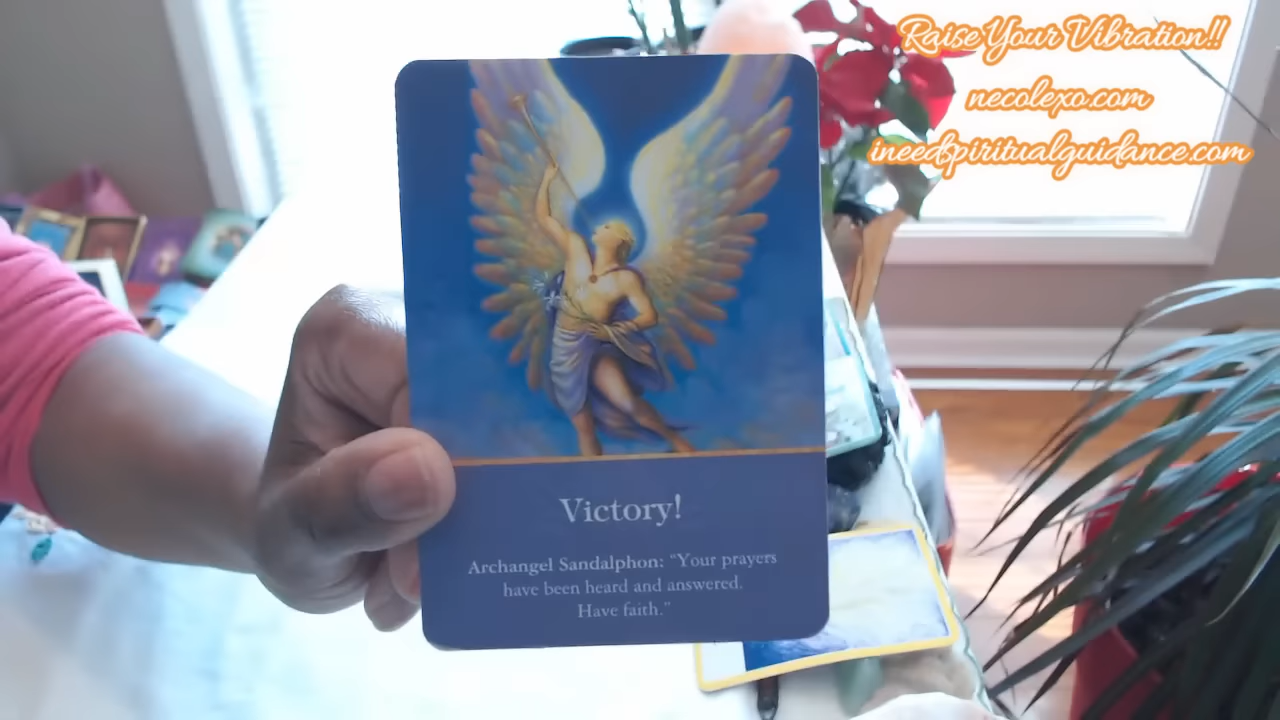 Raise Your Vibration!!
necolexo.com
ineedspiritualguidance.com
Victory!
Archangel Sandalphon: “Your prayers
have been heard and answered.
Have faith.”